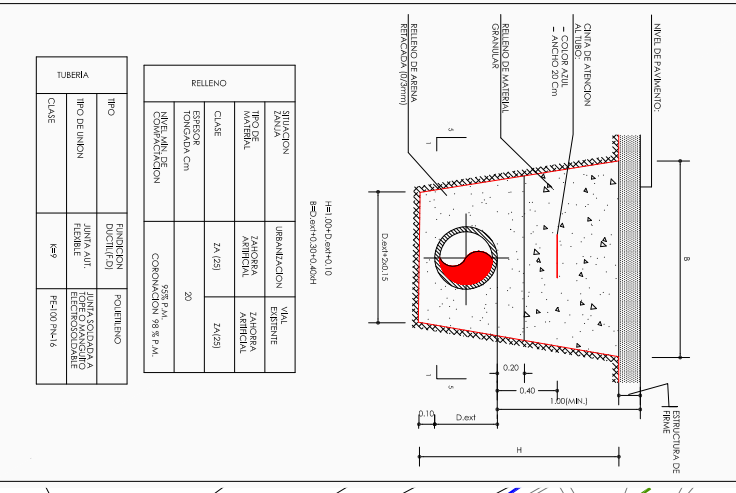 NIVEL DE PAVIMENTO:
CINTA DE ATENCION
AL TUBO:
- COLOR AZUL
- ANCHO 20 Cm
RELLENO DE MATERIAL
GRANULAR
RELLENO DE ARENA
RETACADA (0/3mm)
B
ESTRUCTURA DE
FIRME
5
1
1
5
D.ext+2x0.15
0.20
0.40
1.00(MIN.)
0.10
D.ext
H
H=1.00+D.ext+0.10
B=D.ext+0.30+0.40xH
RELLENO
SITUACION
ZANJA
URBANIZACION
VIAL
EXISTENTE
TIPO DE
MATERIAL
ZAHORRA
ARTIFICIAL
ZAHORRA
ARTIFICIAL
CLASE
ZA (25)
ZA(25)
ESPESOR
TONGADA Cm
20
NIVEL MIN DE
COMPACTACION
95% P.M.
CORONACION 98 % P.M.
TUBERÍA
TIPO
FUNDICION
DUCTIL(F.D)
POLIETILENO
TIPO DE UNION
JUNTA AUT.
FLEXIBLE
JUNTA SOLDADA A
TOPE O MANGUITO
ELECTROSOLDABLE
CLASE
K=9
PE-100 PN-16